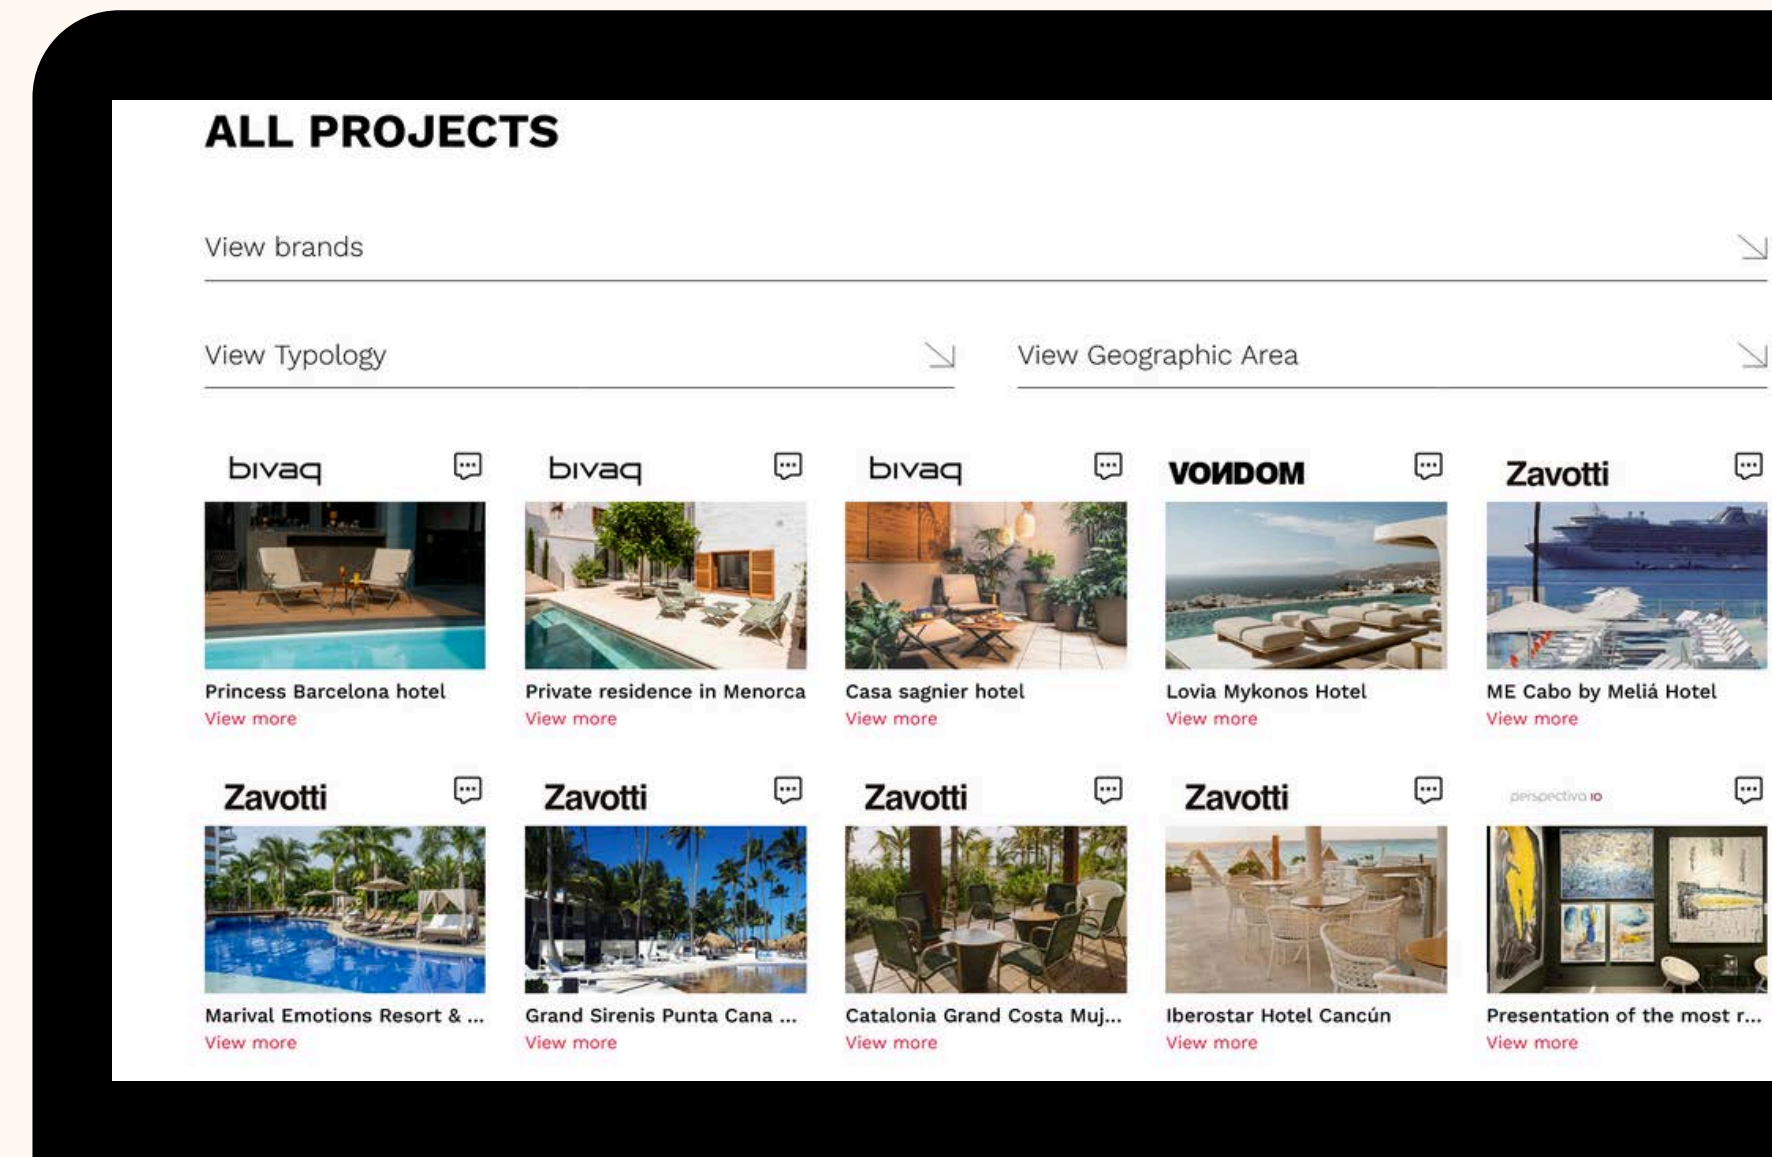 ALL PROJECTS
View brands
View Typology
View Geographic Area
bivaq
bivaq
bivaq
VONDOM
Zavotti
Princess Barcelona hotel
Private residence in Menorca
Casa sagnier hotel
Lovia Mykonos Hotel
ME Cabo by Meliá Hotel
View more
View more
View more
View more
View more
Zavotti
Zavotti
Zavotti
Zavotti
perspectiva IO
Marival Emotions Resort & ...
Grand Sirenis Punta Cana ...
Catalonia Grand Costa Muj...
Iberostar Hotel Cancún
Presentation of the most r...
View more
View more
View more
View more
View more